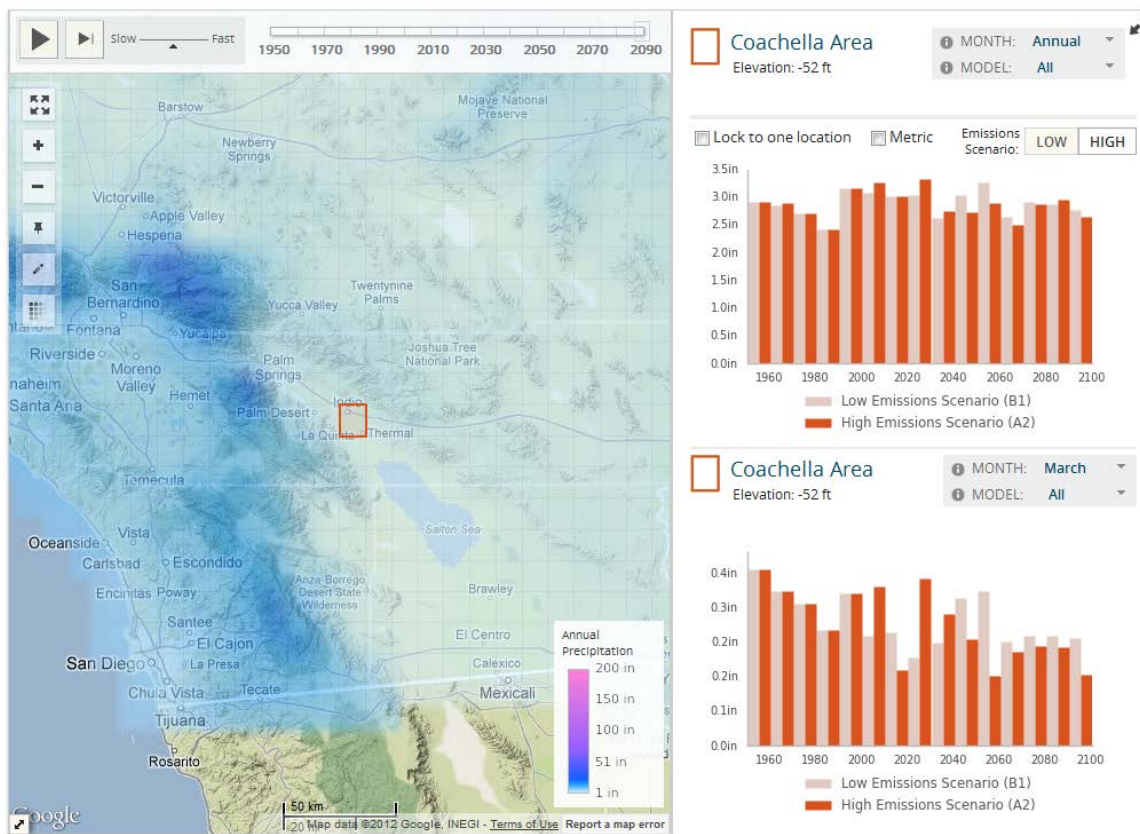 Slow Fast
1950 1970 1990 2010 2030 2050 2070 2090
Barstow
Mojave National
Preserve
Newberry
Springs
Victorville
Apple Valley
Hesperia
San
Bernardino
Fontana
Yucaipa
Yucca Valley
Twentynine
Palms
Riverside
Moreno
Valley
Palm
Springs
Joshua Tree
National Park
naheim
Santa Ana
Hemet
Palm Desert
Indio
La Quinta
Thermal
Temecula
Salton Sea
Oceanside
Vista
Carlsbad
Escondido
Encinitas
Poway
Anza-Borrego
Desert State
Wilderness
Brawley
Santee
El Cajon
San Diego
La Presa
El Centro
Calexico
Chula Vista
Tecate
Mexicali
Tijuana
Rosarito
Annual
Precipitation
200 in
150 in
100 in
51 in
1 in
50 km
20 mi
Google
Map data ©2012 Google, INEGI - Terms of Use Report a map error
Coachella Area
Elevation: -52 ft
MONTH: Annual
MODEL: All
Lock to one location Metric Emissions
Scenario: LOW HIGH
3.5in
3.0in
2.5in
2.0in
1.5in
1.0in
0.5in
0.0in
1960 1980 2000 2020 2040 2060 2080 2100
Low Emissions Scenario (B1)
High Emissions Scenario (A2)
Coachella Area
Elevation: -52 ft
MONTH: March
MODEL: All
0.4in
0.3in
0.2in
0.2in
0.1in
0.0in
1960 1980 2000 2020 2040 2060 2080 2100
Low Emissions Scenario (B1)
High Emissions Scenario (A2)